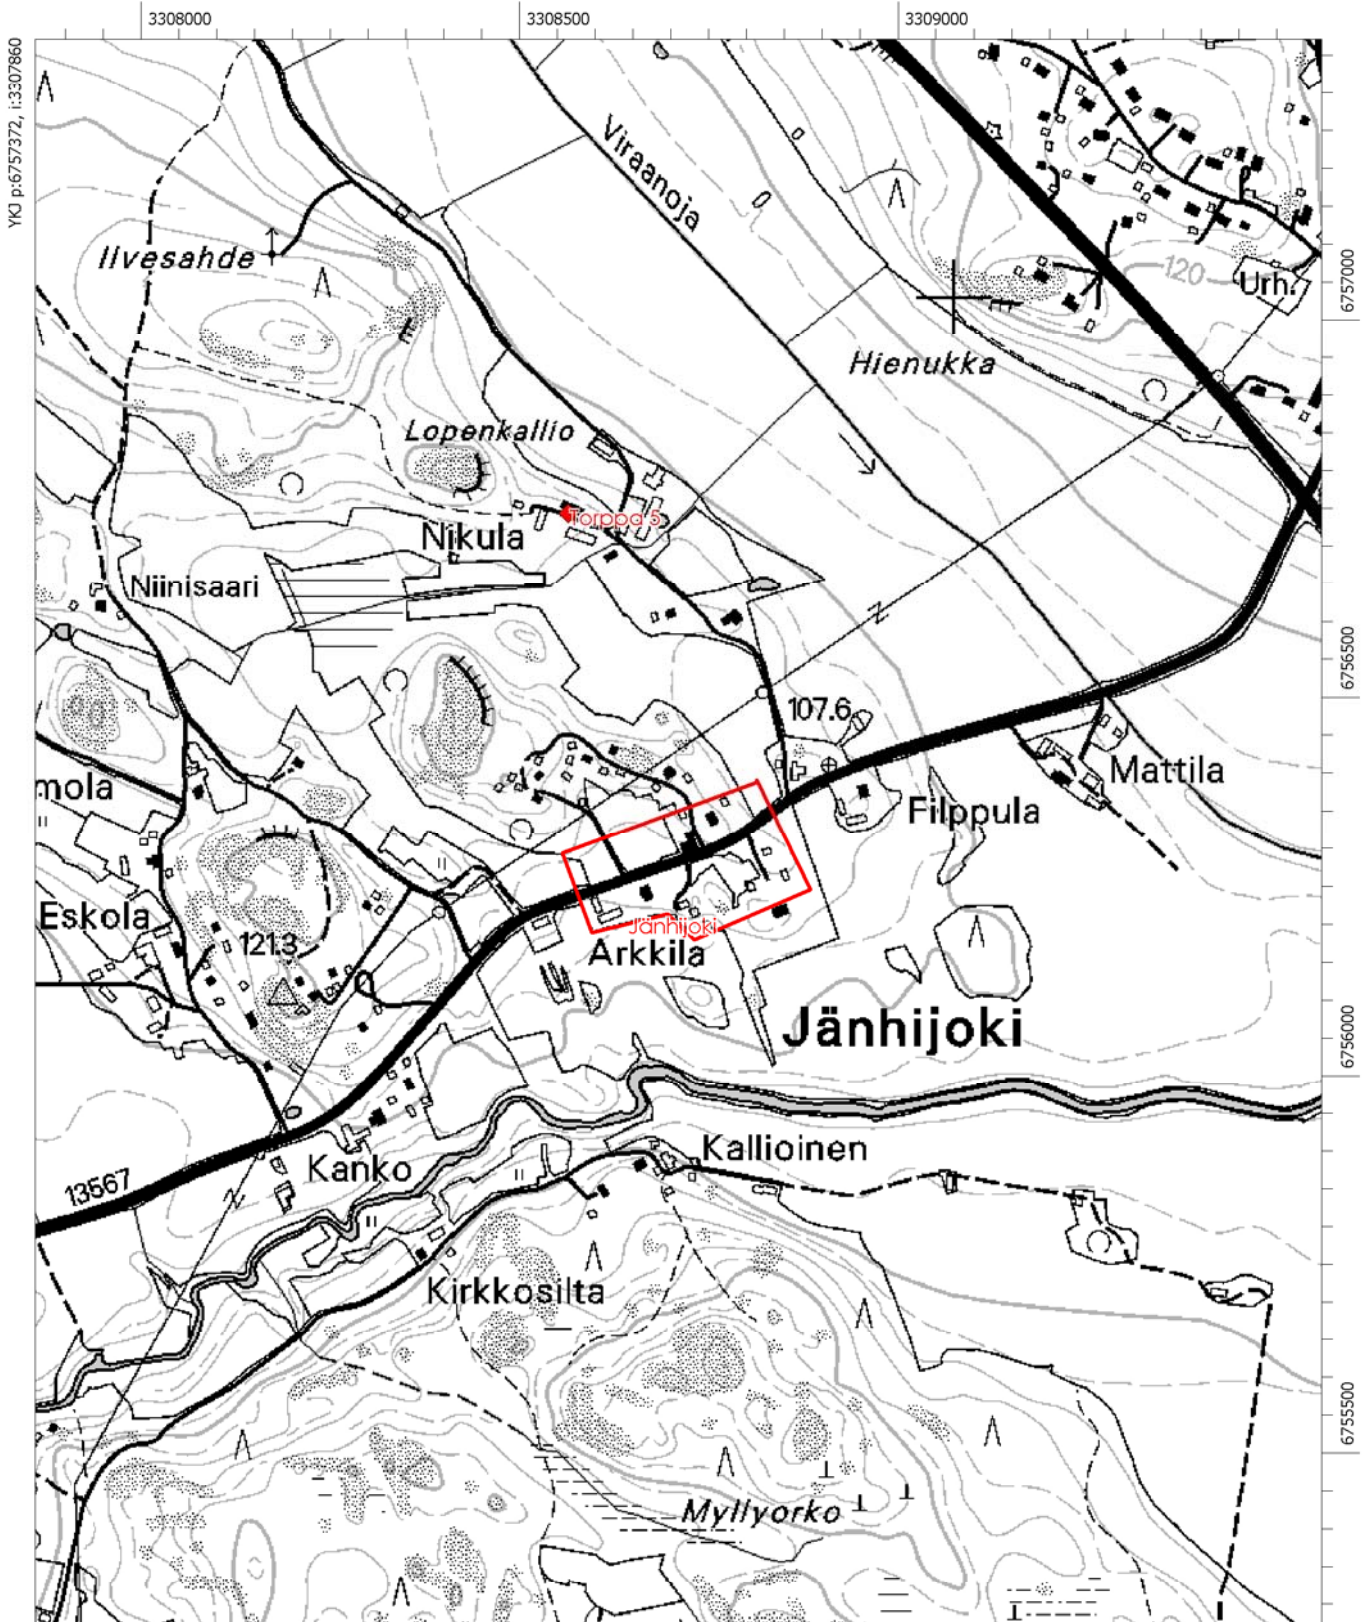 3308000
3308500
3309000
YKJ p:6757372, i:3307860
Viraanoja
Ilvesahde
120
Urh.
6757000
Hienukka
Lopenkallio
Torppa 5
Nikula
Niinisaari
6756500
107.6
Mattila
mola
Filppula
Eskola
121.3
Jänhijoki
Arkkila
Jänhijoki
6756000
Kallioinen
Kanko
13567
Kirkkosilta
6755500
Myllyorko